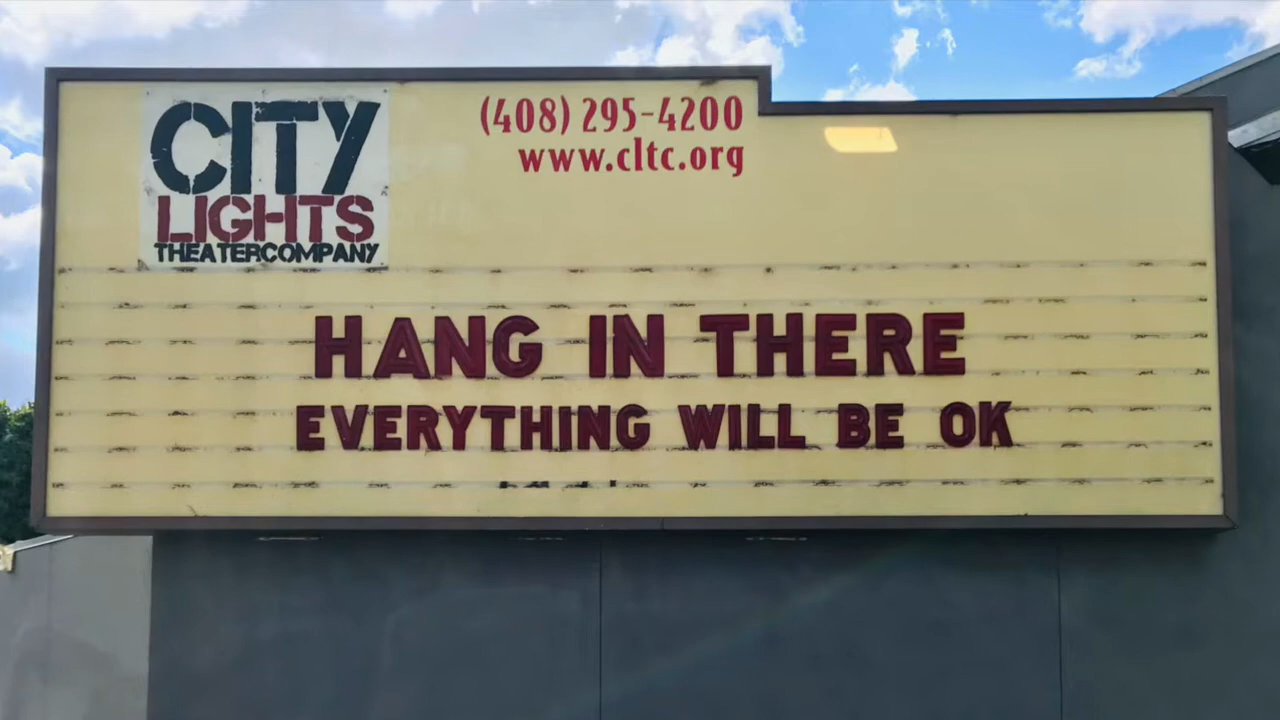 CITY
LIGHTS
THEATERCOMPANY
(408) 295-4200
www.cltc.org
HANG IN THERE
EVERYTHING WILL BE OK